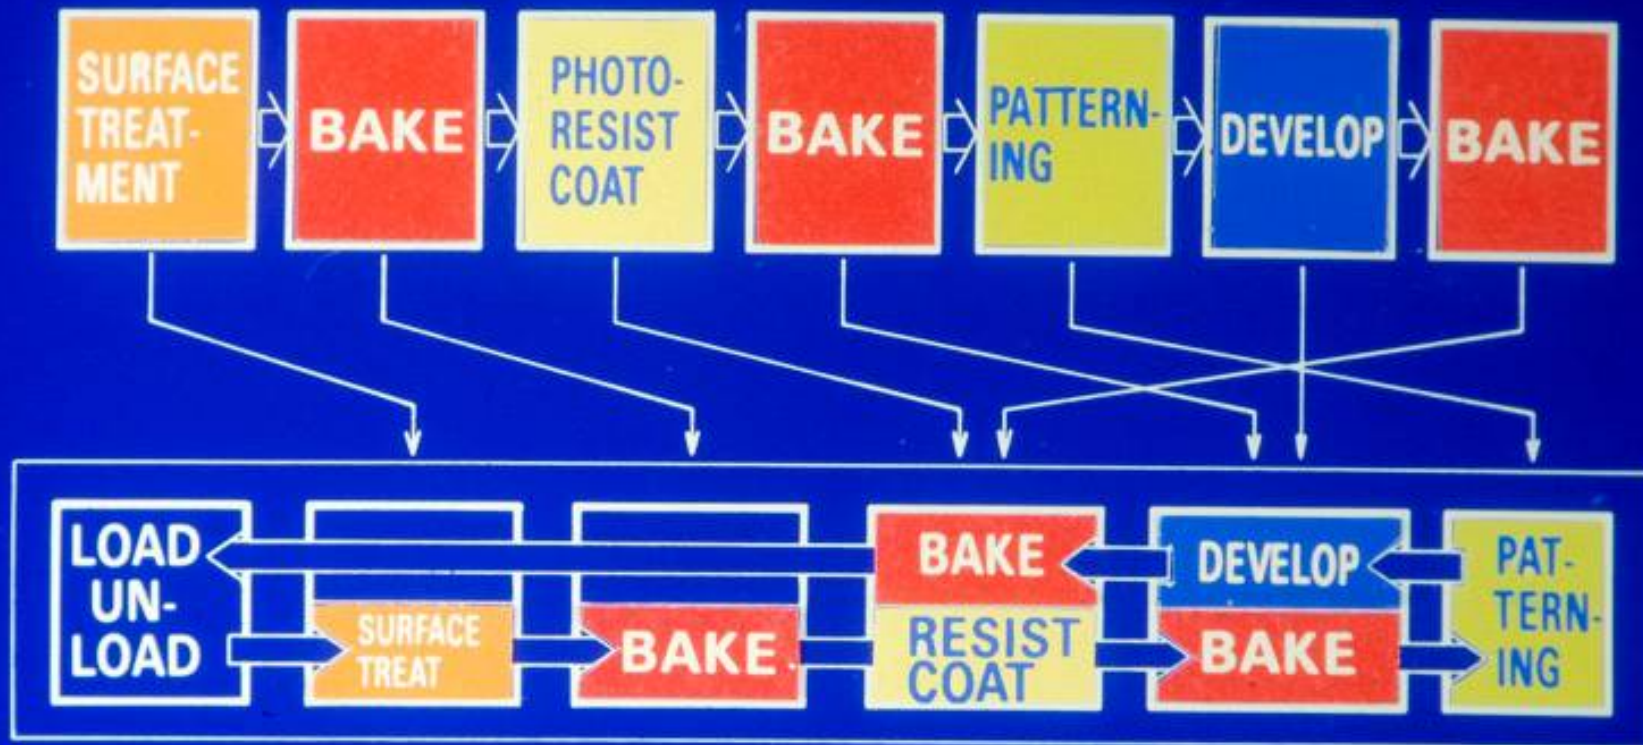 SURFACE
TREAT-
MENT
BAKE
PHOTO-
RESIST
COAT
BAKE
PATTERN-
ING
DEVELOP
BAKE
LOAD
UN-
LOAD
SURFACE
TREAT
BAKE
BAKE
RESIST
COAT
DEVELOP
BAKE
PAT-
TERN-
ING